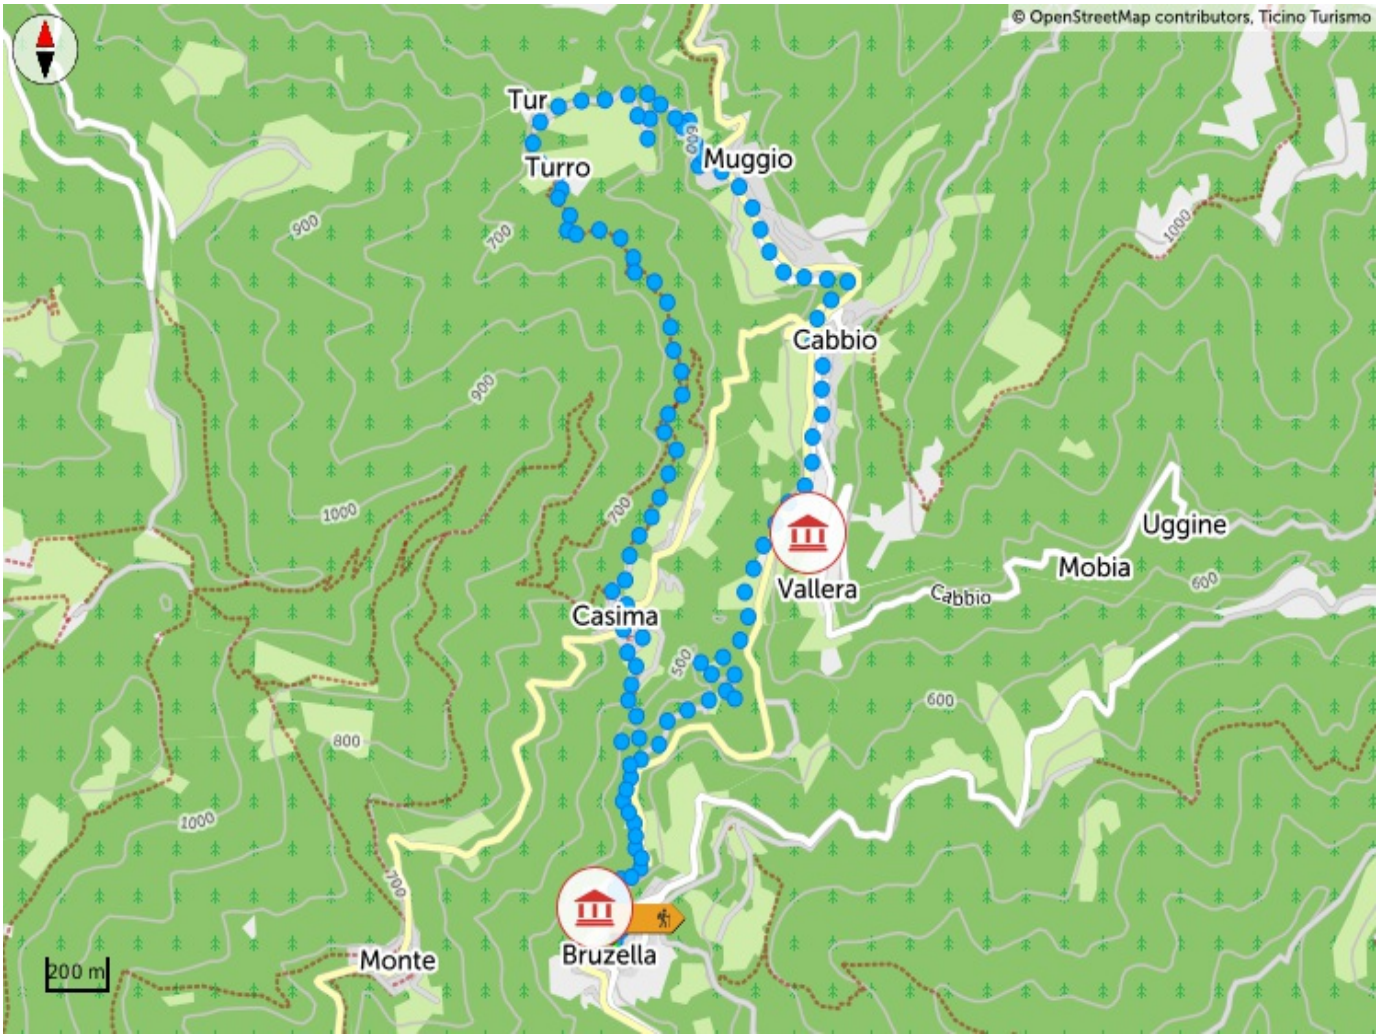 © OpenStreetMap contributors, Ticino Turismo
Tur
600
Muggio
Turro
900
700
1000
Cabbio
900
1000
700
Uggine
Mobia
600
Vallera
Cabbio
Casima
500
600
800
1000
700
Bruzella
Monte
200 m